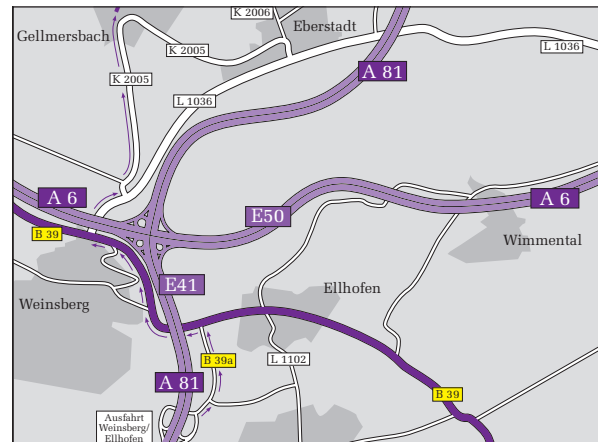 K 2006
Eberstadt
Gellmersbach
K 2005
L 1036
A 81
K 2005
L 1036
A 6
A 6
E50
B 39
Wimmental
E41
Ellhofen
Weinsberg
B 39a
L 1102
A 81
B 39
Ausfahrt
Weinsberg/
Ellhofen